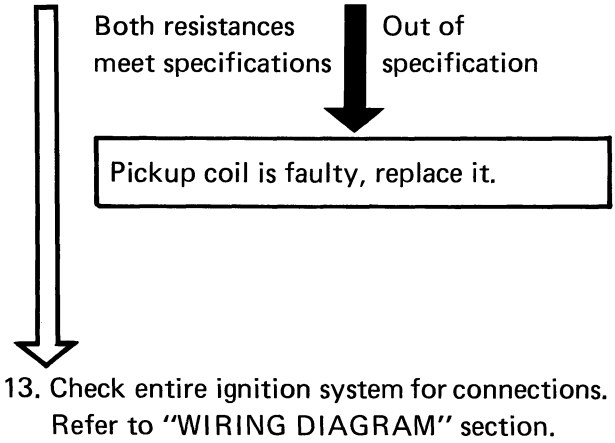 Both resistances
meet specifications
Out of
specification
Pickup coil is faulty, replace it.
13. Check entire ignition system for connections.
Refer to "WIRING DIAGRAM" section.